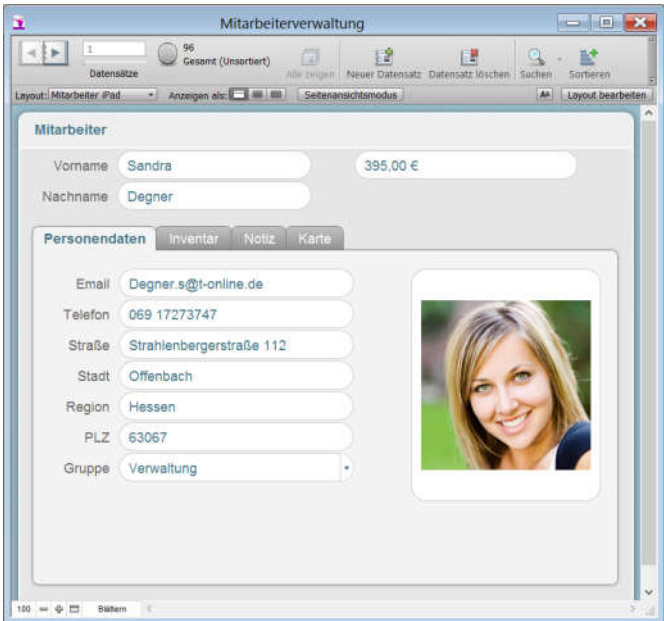 Mitarbeiterverwaltung
1
Datensätze
96
Gesamt (Unsortiert)
Alle zeigen
Neuer Datensatz
Datensatz löschen
Suchen
Sortieren
Layout: Mitarbeiter iPad
Anzeigen als:
Seitenansichtsmodus
Aa
Layout bearbeiten
Mitarbeiter
Vorname Sandra
395,00 €
Nachname Degner
Personendaten Inventar Notiz Karte
Email Degner.s@t-online.de
Telefon 069 17273747
Straße Strahlenbergerstraße 112
Stadt Offenbach
Region Hessen
PLZ 63067
Gruppe Verwaltung
100
Blättern